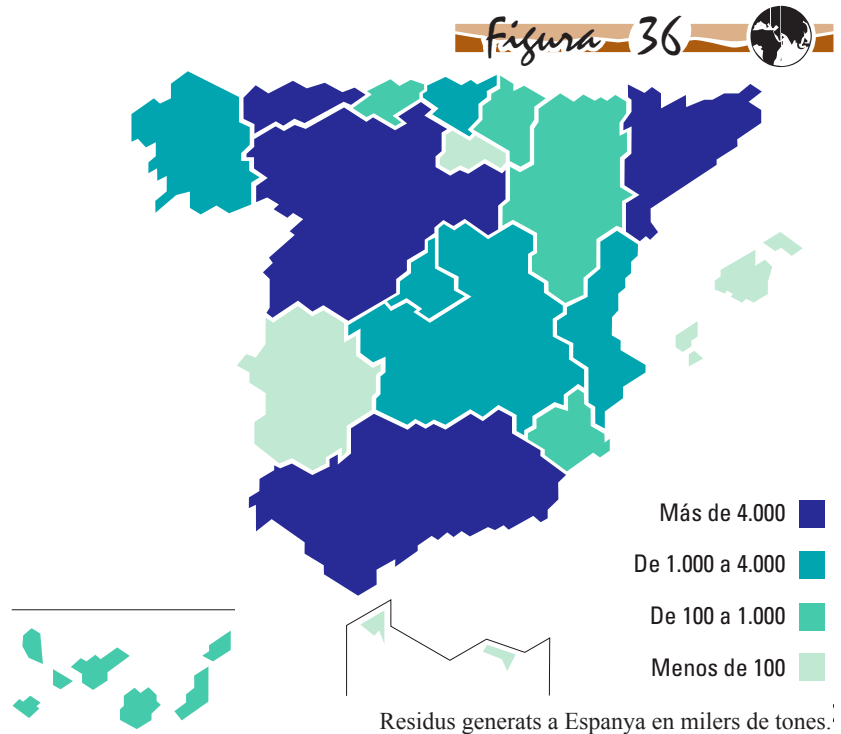 Figura 36
Más de 4.000
De 1.000 a 4.000
De 100 a 1.000
Menos de 100
Residus generats a Espanya en milers de tones.